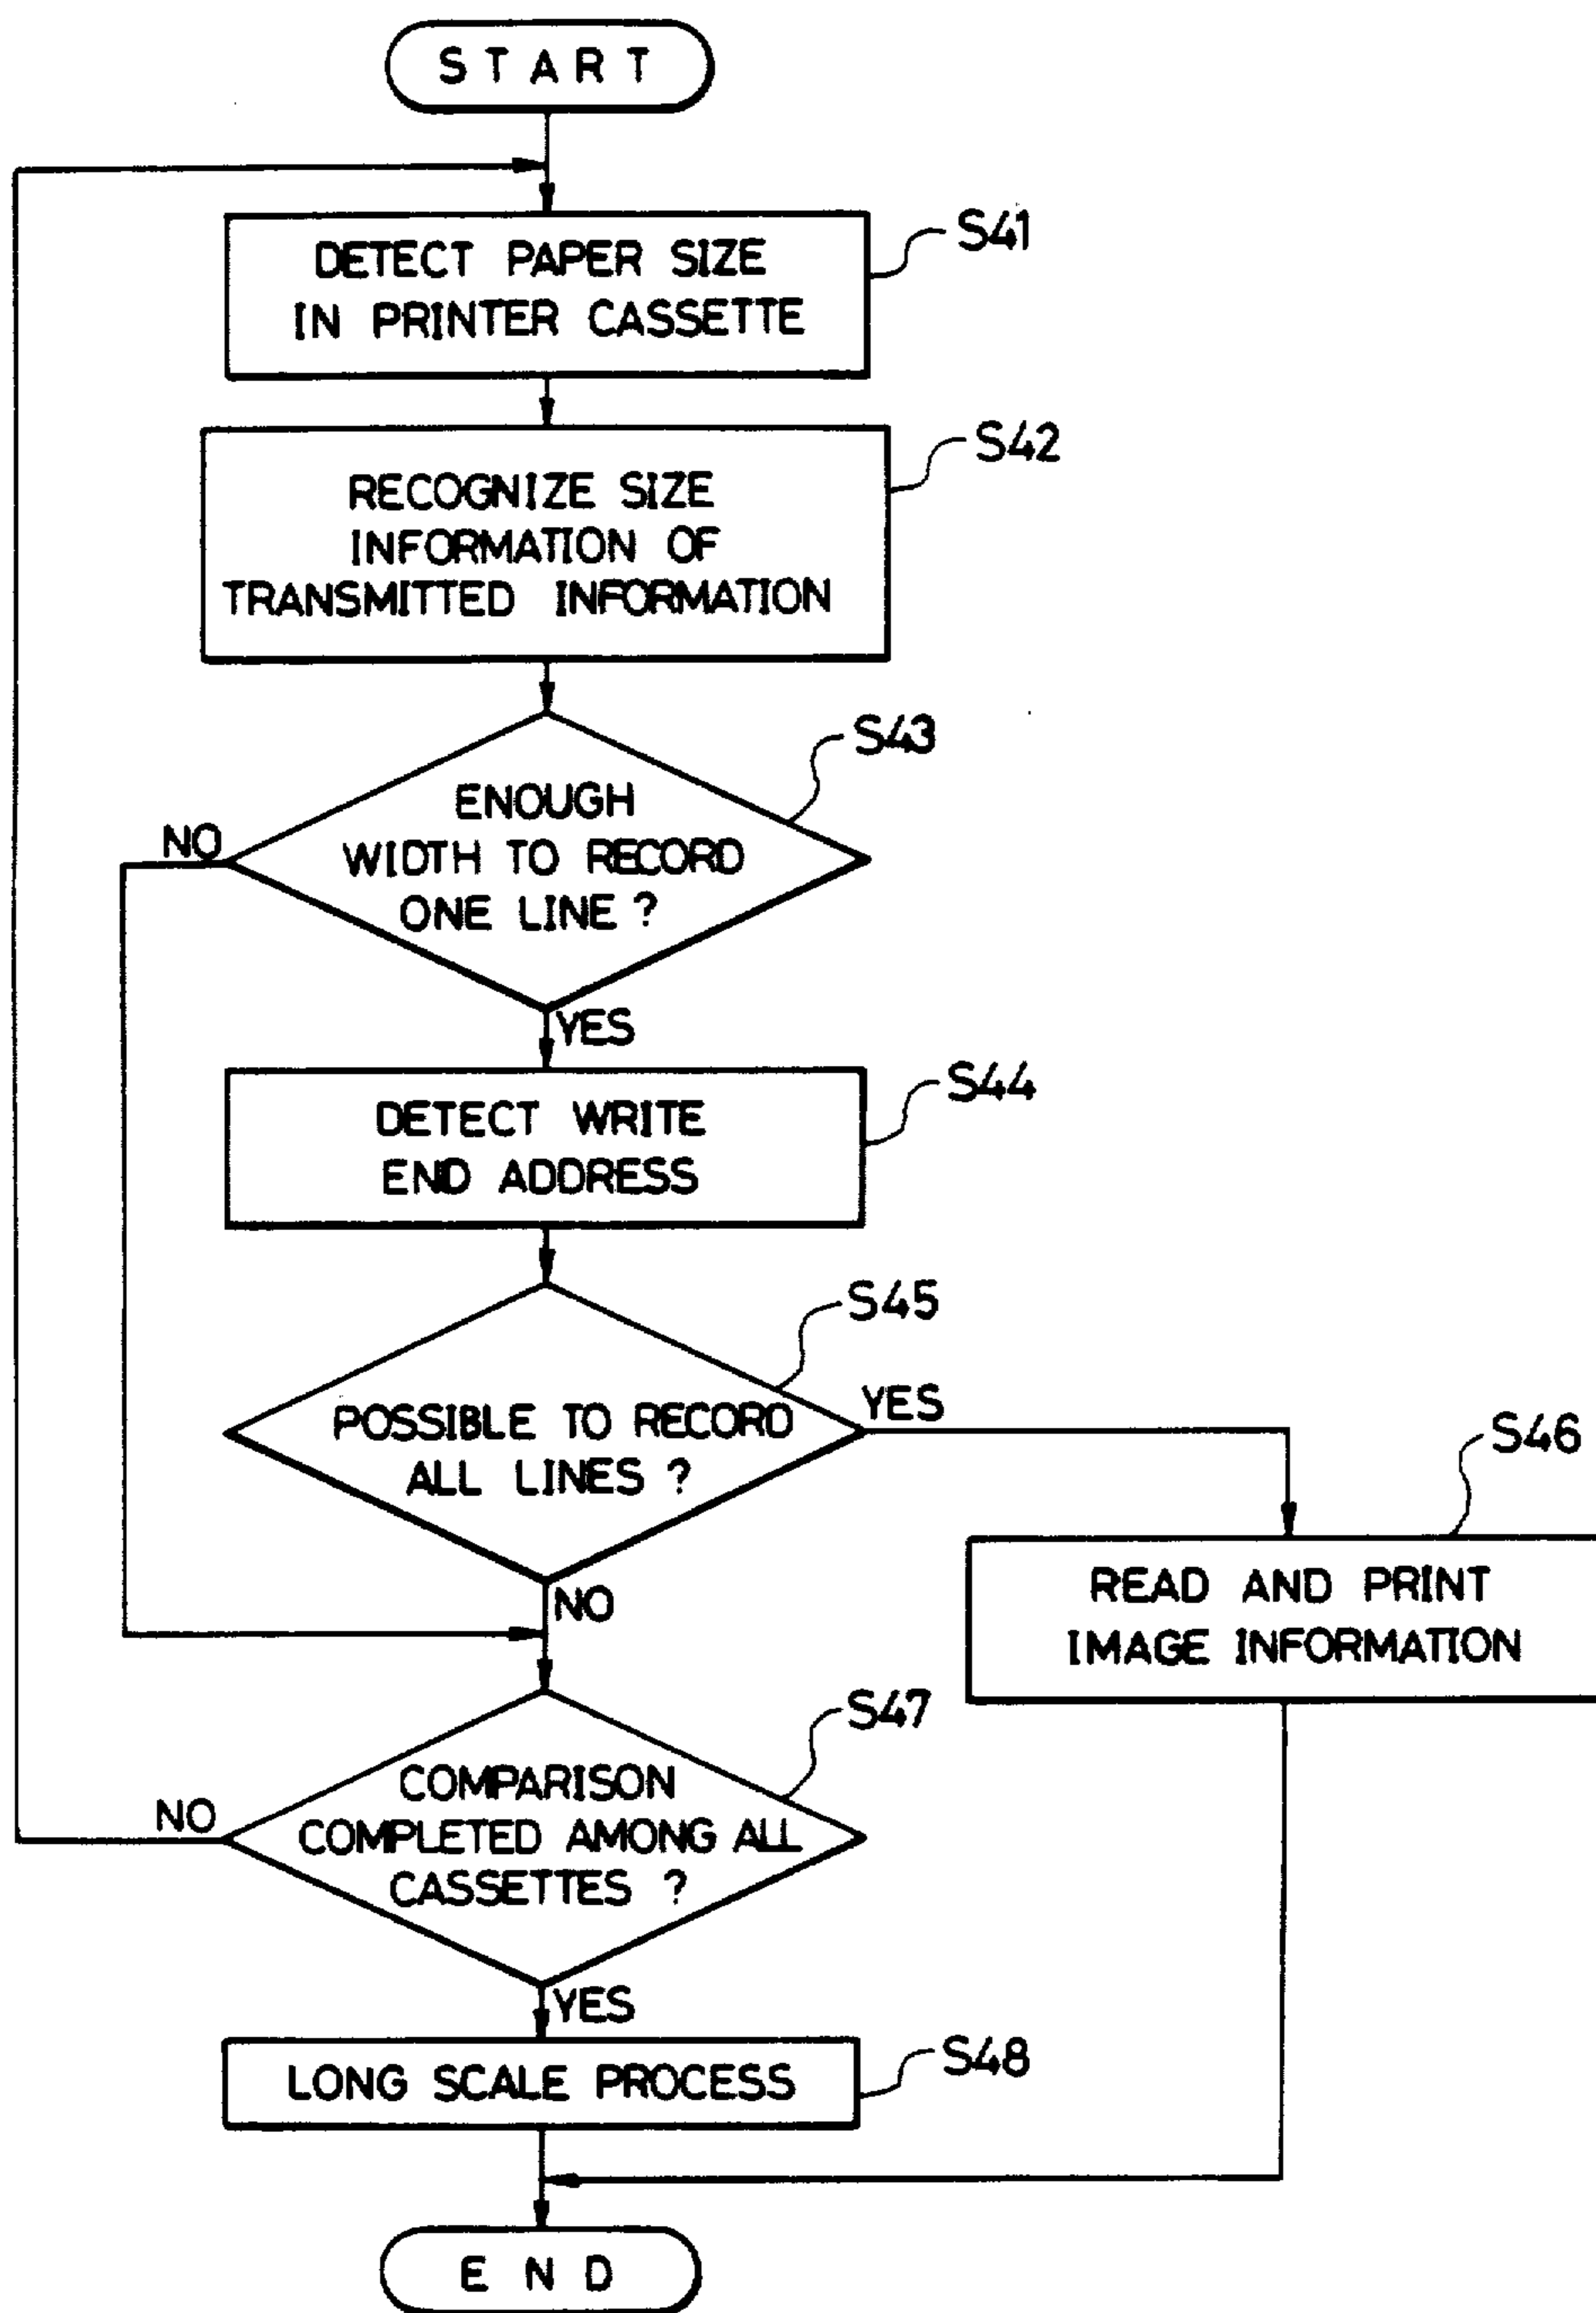 START
DETECT PAPER SIZE
IN PRINTER CASSETTE
S41
RECOGNIZE SIZE
INFORMATION OF
TRANSMITTED INFORMATION
S42
ENOUGH
WIDTH TO RECORD
ONE LINE ?
S43
NO
YES
DETECT WRITE
END ADDRESS
S44
POSSIBLE TO RECORD
ALL LINES ?
S45
YES
NO
READ AND PRINT
IMAGE INFORMATION
S46
COMPARISON
COMPLETED AMONG ALL
CASSETTES ?
S47
NO
YES
LONG SCALE PROCESS
S48
END